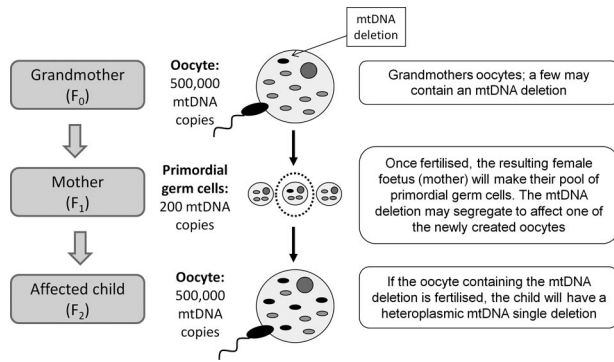 mtDNA
deletion
Grandmother
(F0)
Oocyte:
500,000
mtDNA
copies
Grandmothers oocytes; a few may
contain an mtDNA deletion
Mother
(F1)
Primordial
germ cells:
200 mtDNA
copies
Once fertilised, the resulting female
foetus (mother) will make their pool of
primordial germ cells. The mtDNA
deletion may segregate to affect one of
the newly created oocytes
Affected child
(F2)
Oocyte:
500,000
mtDNA
copies
If the oocyte containing the mtDNA
deletion is fertilised, the child will have a
heteroplasmic mtDNA single deletion